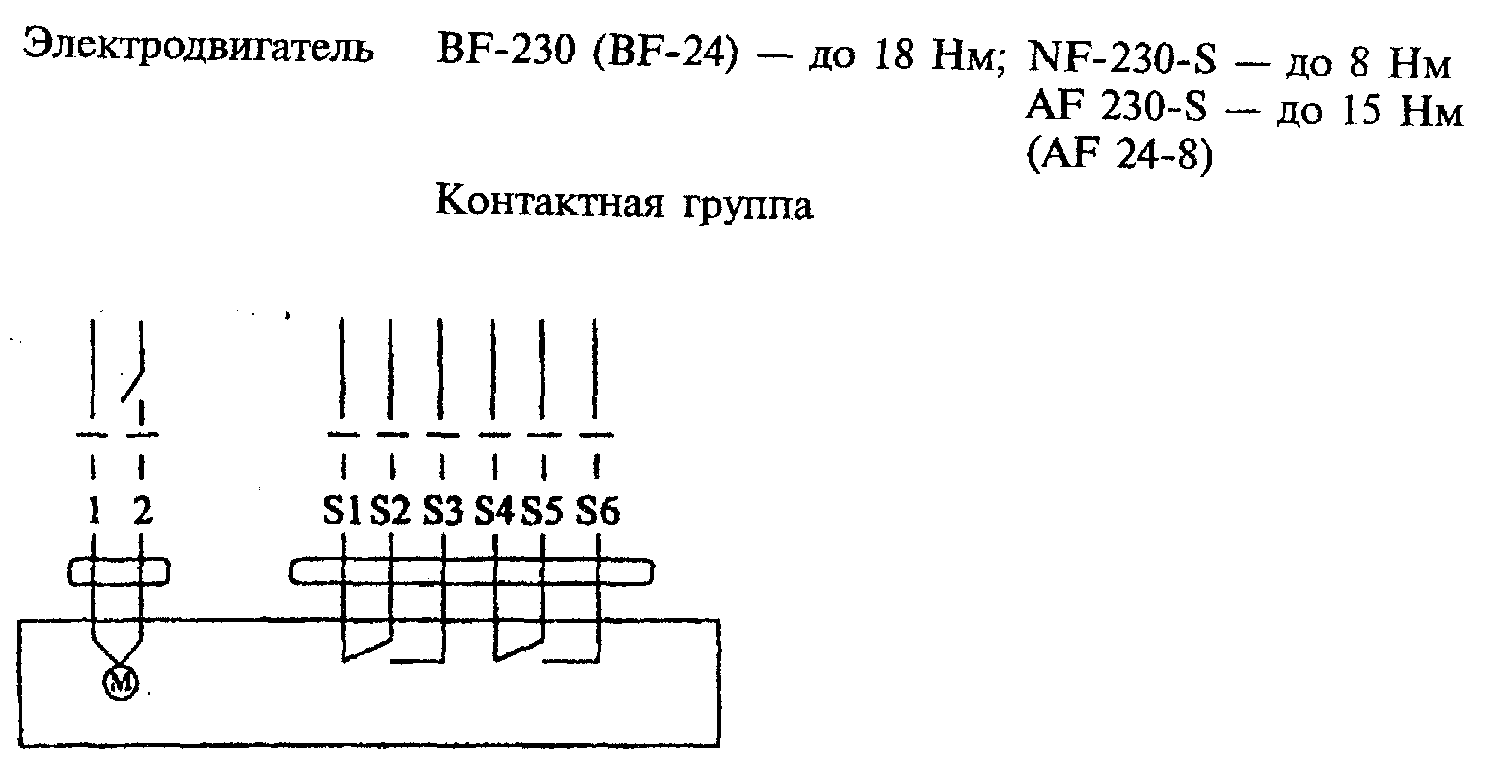 Электродвигатель BF-230 (BF-24) — до 18 Нм; NF-230-S — до 8 Нм
AF 230-S — до 15 Нм
(AF 24-8)
Контактная группа
1 2 S1 S2 S3 S4 S5 S6
M